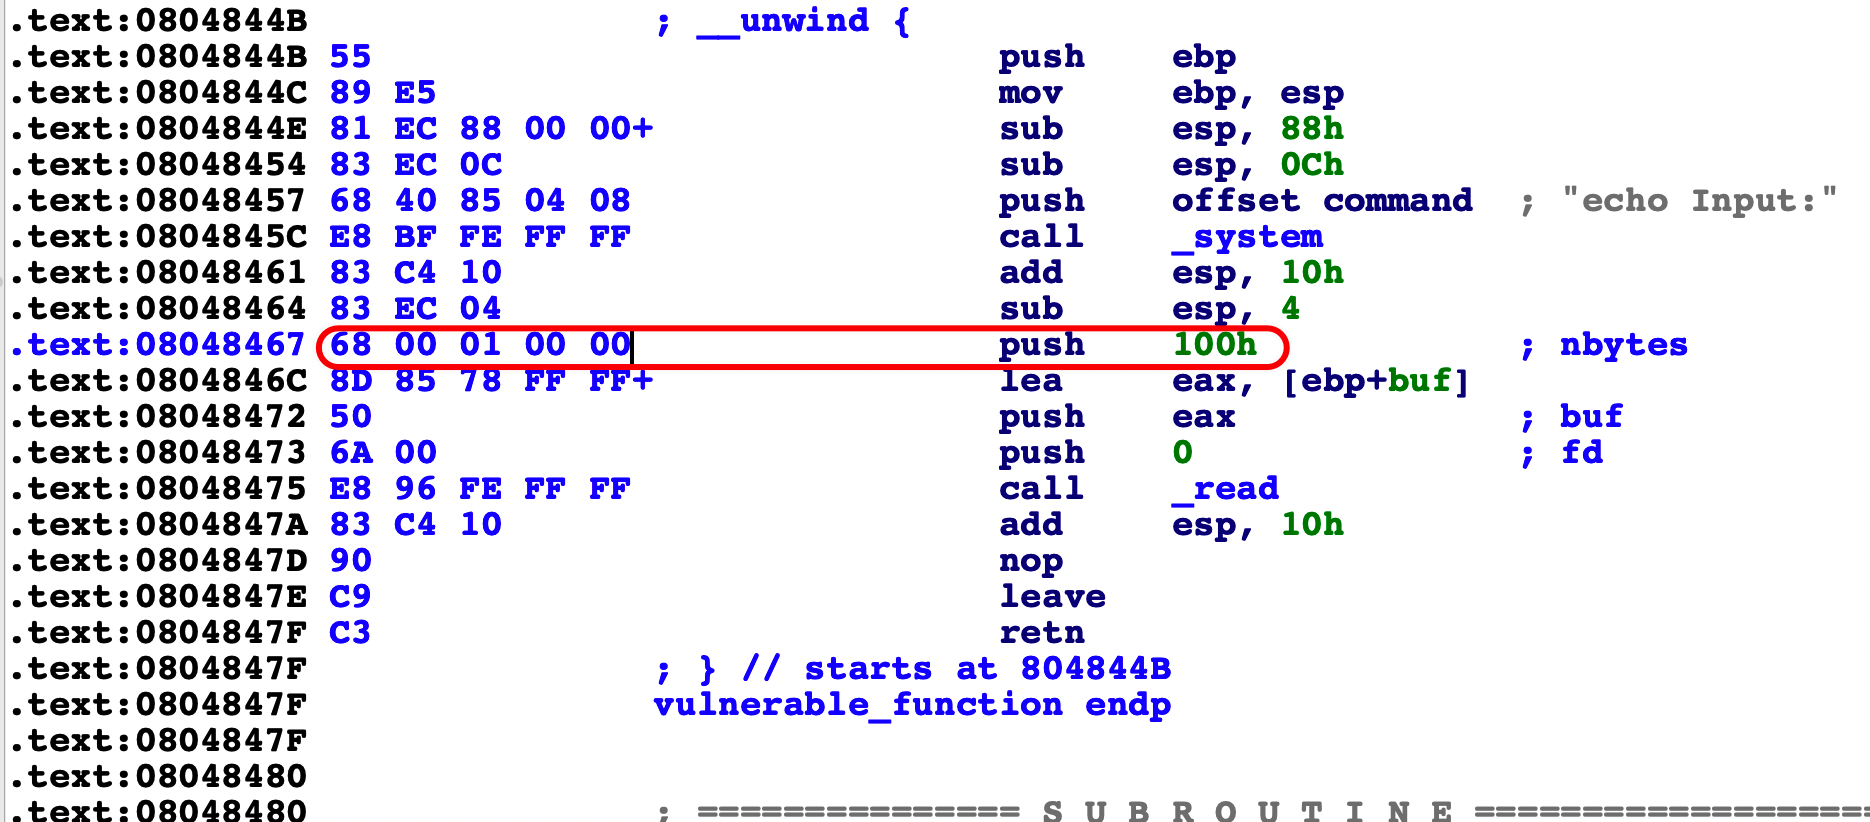 .text:0804844B ; __unwind {
.text:0804844B 55 push ebp
.text:0804844C 89 E5 mov ebp, esp
.text:0804844E 81 EC 88 00 00+ sub esp, 88h
.text:08048454 83 EC 0C sub esp, 0Ch
.text:08048457 68 40 85 04 08 push offset command ; "echo Input:"
.text:0804845C E8 BF FE FF FF call _system
.text:08048461 83 C4 10 add esp, 10h
.text:08048464 83 EC 04 sub esp, 4
.text:08048467 68 00 01 00 00 push 100h ; nbytes
.text:0804846C 8D 85 78 FF FF+ lea eax, [ebp+buf]
.text:08048472 50 push eax ; buf
.text:08048473 6A 00 push 0 ; fd
.text:08048475 E8 96 FE FF FF call _read
.text:0804847A 83 C4 10 add esp, 10h
.text:0804847D 90 nop
.text:0804847E C9 leave
.text:0804847F C3 retn
.text:0804847F ; } // starts at 804844B
.text:0804847F vulnerable_function endp
.text:0804847F
.text:08048480
.text:08048480 ; =============== S U B R O U T I N E ===================